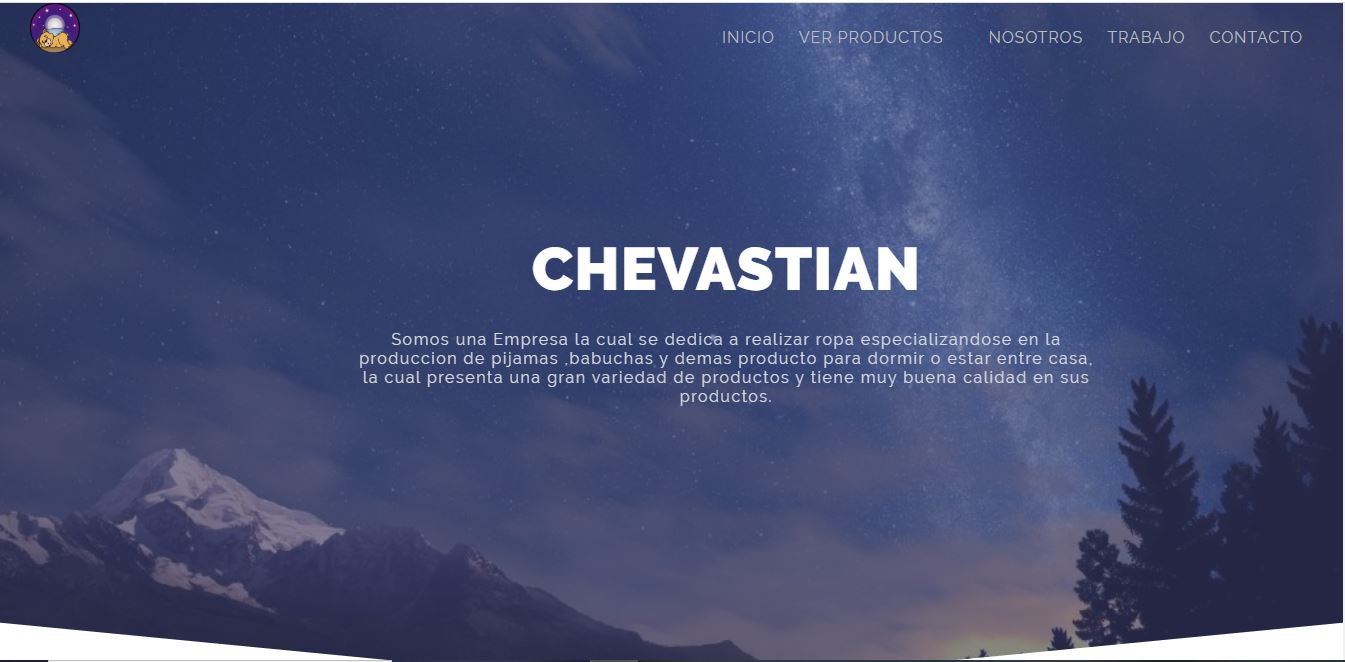 INICIO VER PRODUCTOS NOSOTROS TRABAJO CONTACTO
CHEVASTIAN
Somos una Empresa la cual se dedica a realizar ropa especializandose en la
produccion de pijamas ,babuchas y demas producto para dormir o estar entre casa,
la cual presenta una gran variedad de productos y tiene muy buena calidad en sus
productos.